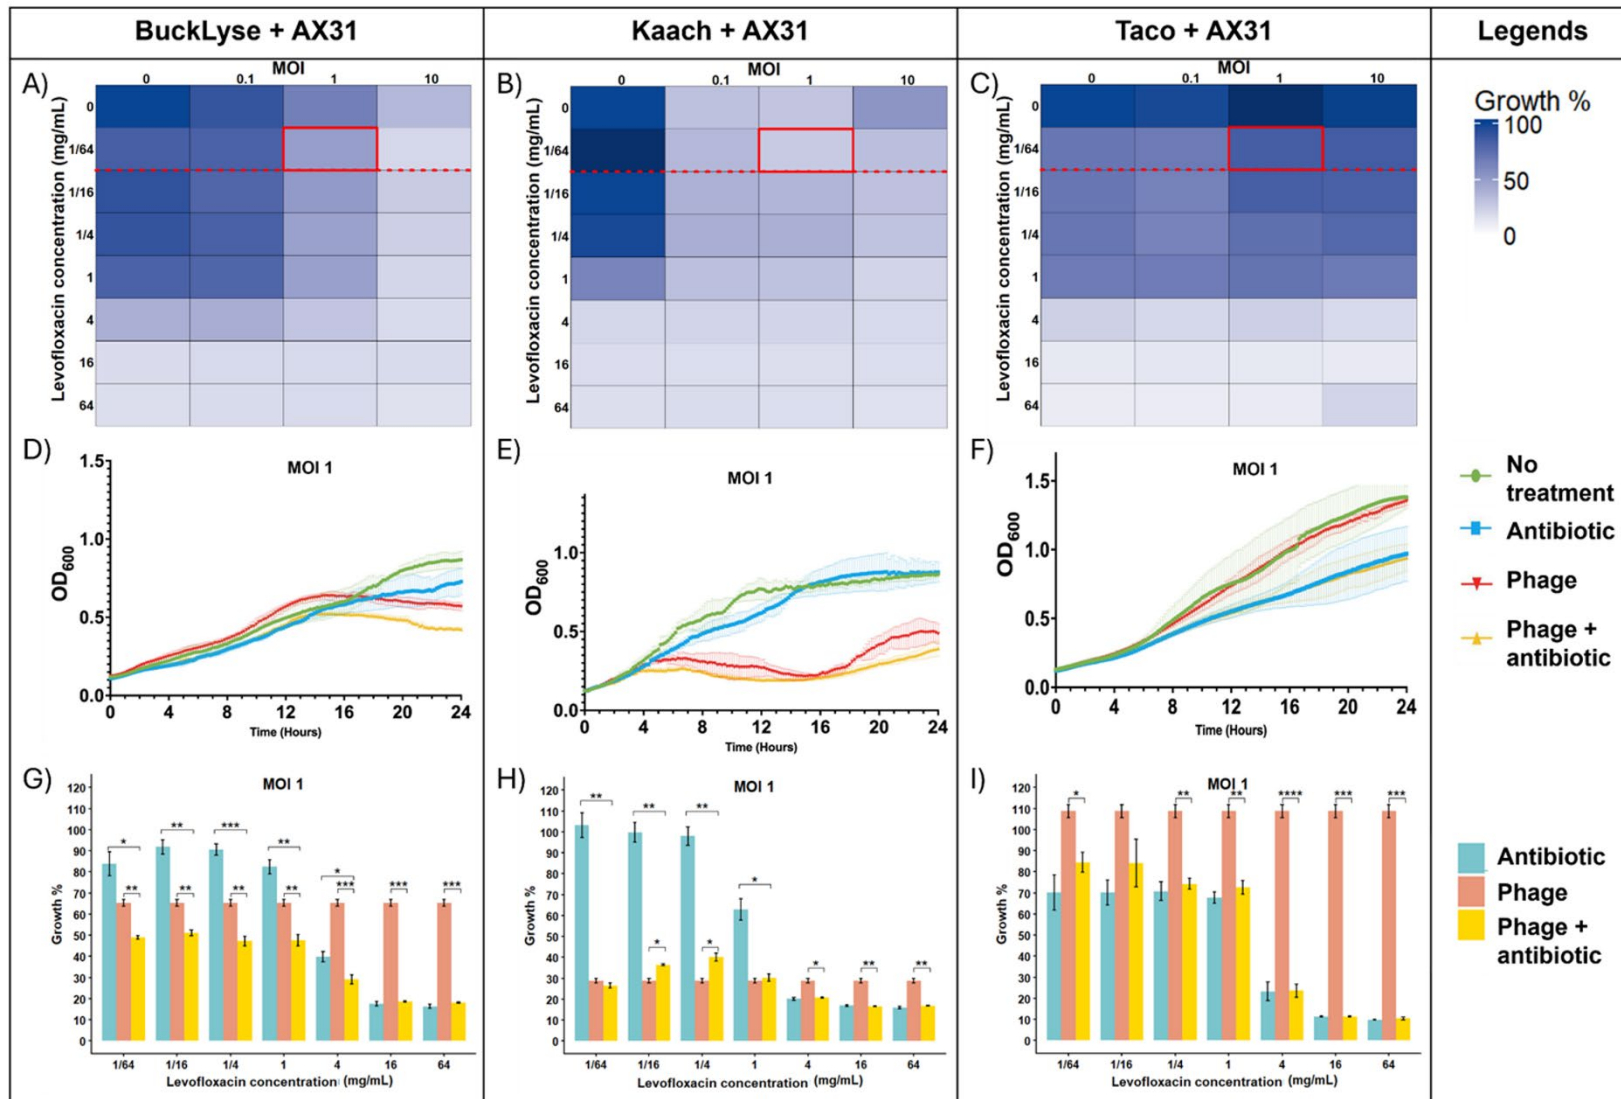 BuckLyse + AX31
Kaach + AX31
Taco + AX31
Legends
A)
MOI
0 0.1 1 10
Levofloxacin concentration (mg/mL)
0
1/64
1/16
1/4
1
4
16
64
B)
MOI
0 0.1 1 10
Levofloxacin concentration (mg/mL)
0
1/64
1/16
1/4
1
4
16
64
C)
MOI
0 0.1 1 10
Levofloxacin concentration (mg/mL)
0
1/64
1/16
1/4
1
4
16
64
Growth %
100
50
0
D)
MOI 1
OD600
1.5
1.0
0.5
0.0
0 4 8 12 16 20 24
Time (Hours)
E)
MOI 1
OD600
1.0
0.5
0.0
0 4 8 12 16 20 24
Time (Hours)
F)
MOI 1
OD600
1.5
1.0
0.5
0.0
0 4 8 12 16 20 24
Time (Hours)
No
treatment
Antibiotic
Phage
Phage +
antibiotic
G)
MOI 1
Growth %
120
110
100
90
80
70
60
50
40
30
20
10
0
* ** *** ** *
** ** ** ** *** *** ***
1/64 1/16 1/4 1 4 16 64
Levofloxacin concentration (mg/mL)
H)
MOI 1
Growth %
120
110
100
90
80
70
60
50
40
30
20
10
0
** ** ** *
* * * ** **
1/64 1/16 1/4 1 4 16 64
Levofloxacin concentration (mg/mL)
I)
MOI 1
Growth %
120
110
100
90
80
70
60
50
40
30
20
10
0
* ** ** **** *** ***
1/64 1/16 1/4 1 4 16 64
Levofloxacin concentration (mg/mL)
Antibiotic
Phage
Phage +
antibiotic